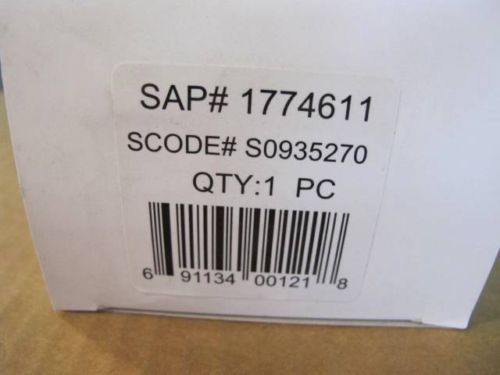 SAP# 1774611
SCODE# S0935270
QTY:1 PC
6 91134 00121 8